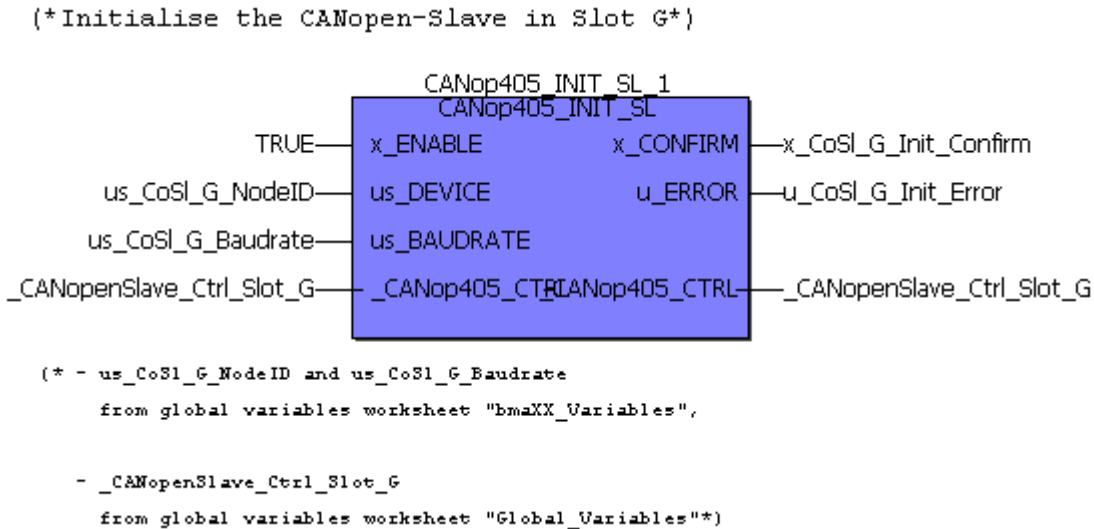 (*Initialise the CANopen-Slave in Slot G*)
CANop405_INIT_SL_1
CANop405_INIT_SL
TRUE x_ENABLE x_CONFIRM x_CoSl_G_Init_Confirm
us_CoSl_G_NodeID us_DEVICE u_ERROR u_CoSl_G_Init_Error
us_CoSl_G_Baudrate us_BAUDRATE
_CANopenSlave_Ctrl_Slot_G _CANop405_CTRL _CANop405_CTRL _CANopenSlave_Ctrl_Slot_G
(* - us_CoSl_G_NodeID and us_CoSl_G_Baudrate
from global variables worksheet "bmaXX_Variables",
- _CANopenSlave_Ctrl_Slot_G
from global variables worksheet "Global_Variables"*)